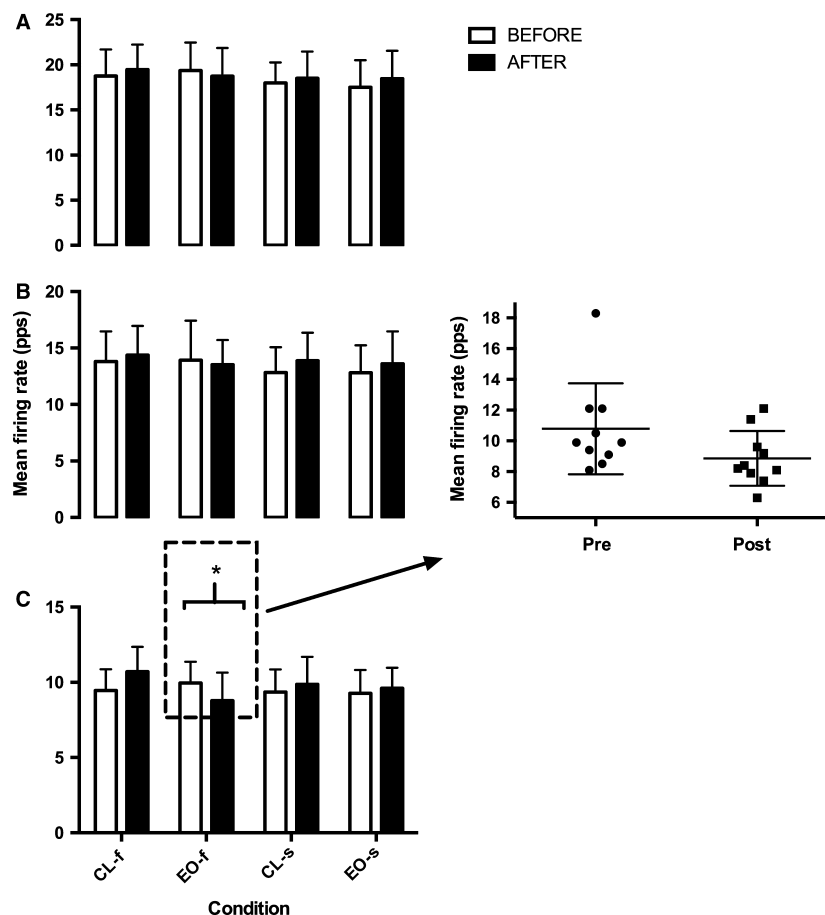 A
25
20
15
10
5
0
BEFORE
AFTER
B
Mean firing rate (pps)
20
15
10
5
0
Mean firing rate (pps)
18
16
14
12
10
8
6
Pre Post
C
*
15
10
5
0
CL-f EO-f CL-s EO-s
Condition